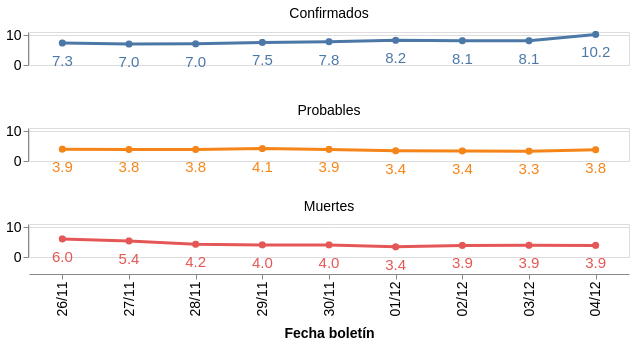 Confirmados
10
0
7.3 7.0 7.0 7.5 7.8 8.2 8.1 8.1 10.2
Probables
10
0
3.9 3.8 3.8 4.1 3.9 3.4 3.4 3.3 3.8
Muertes
10
0
6.0 5.4 4.2 4.0 4.0 3.4 3.9 3.9 3.9
26/11 27/11 28/11 29/11 30/11 01/12 02/12 03/12 04/12
Fecha boletín